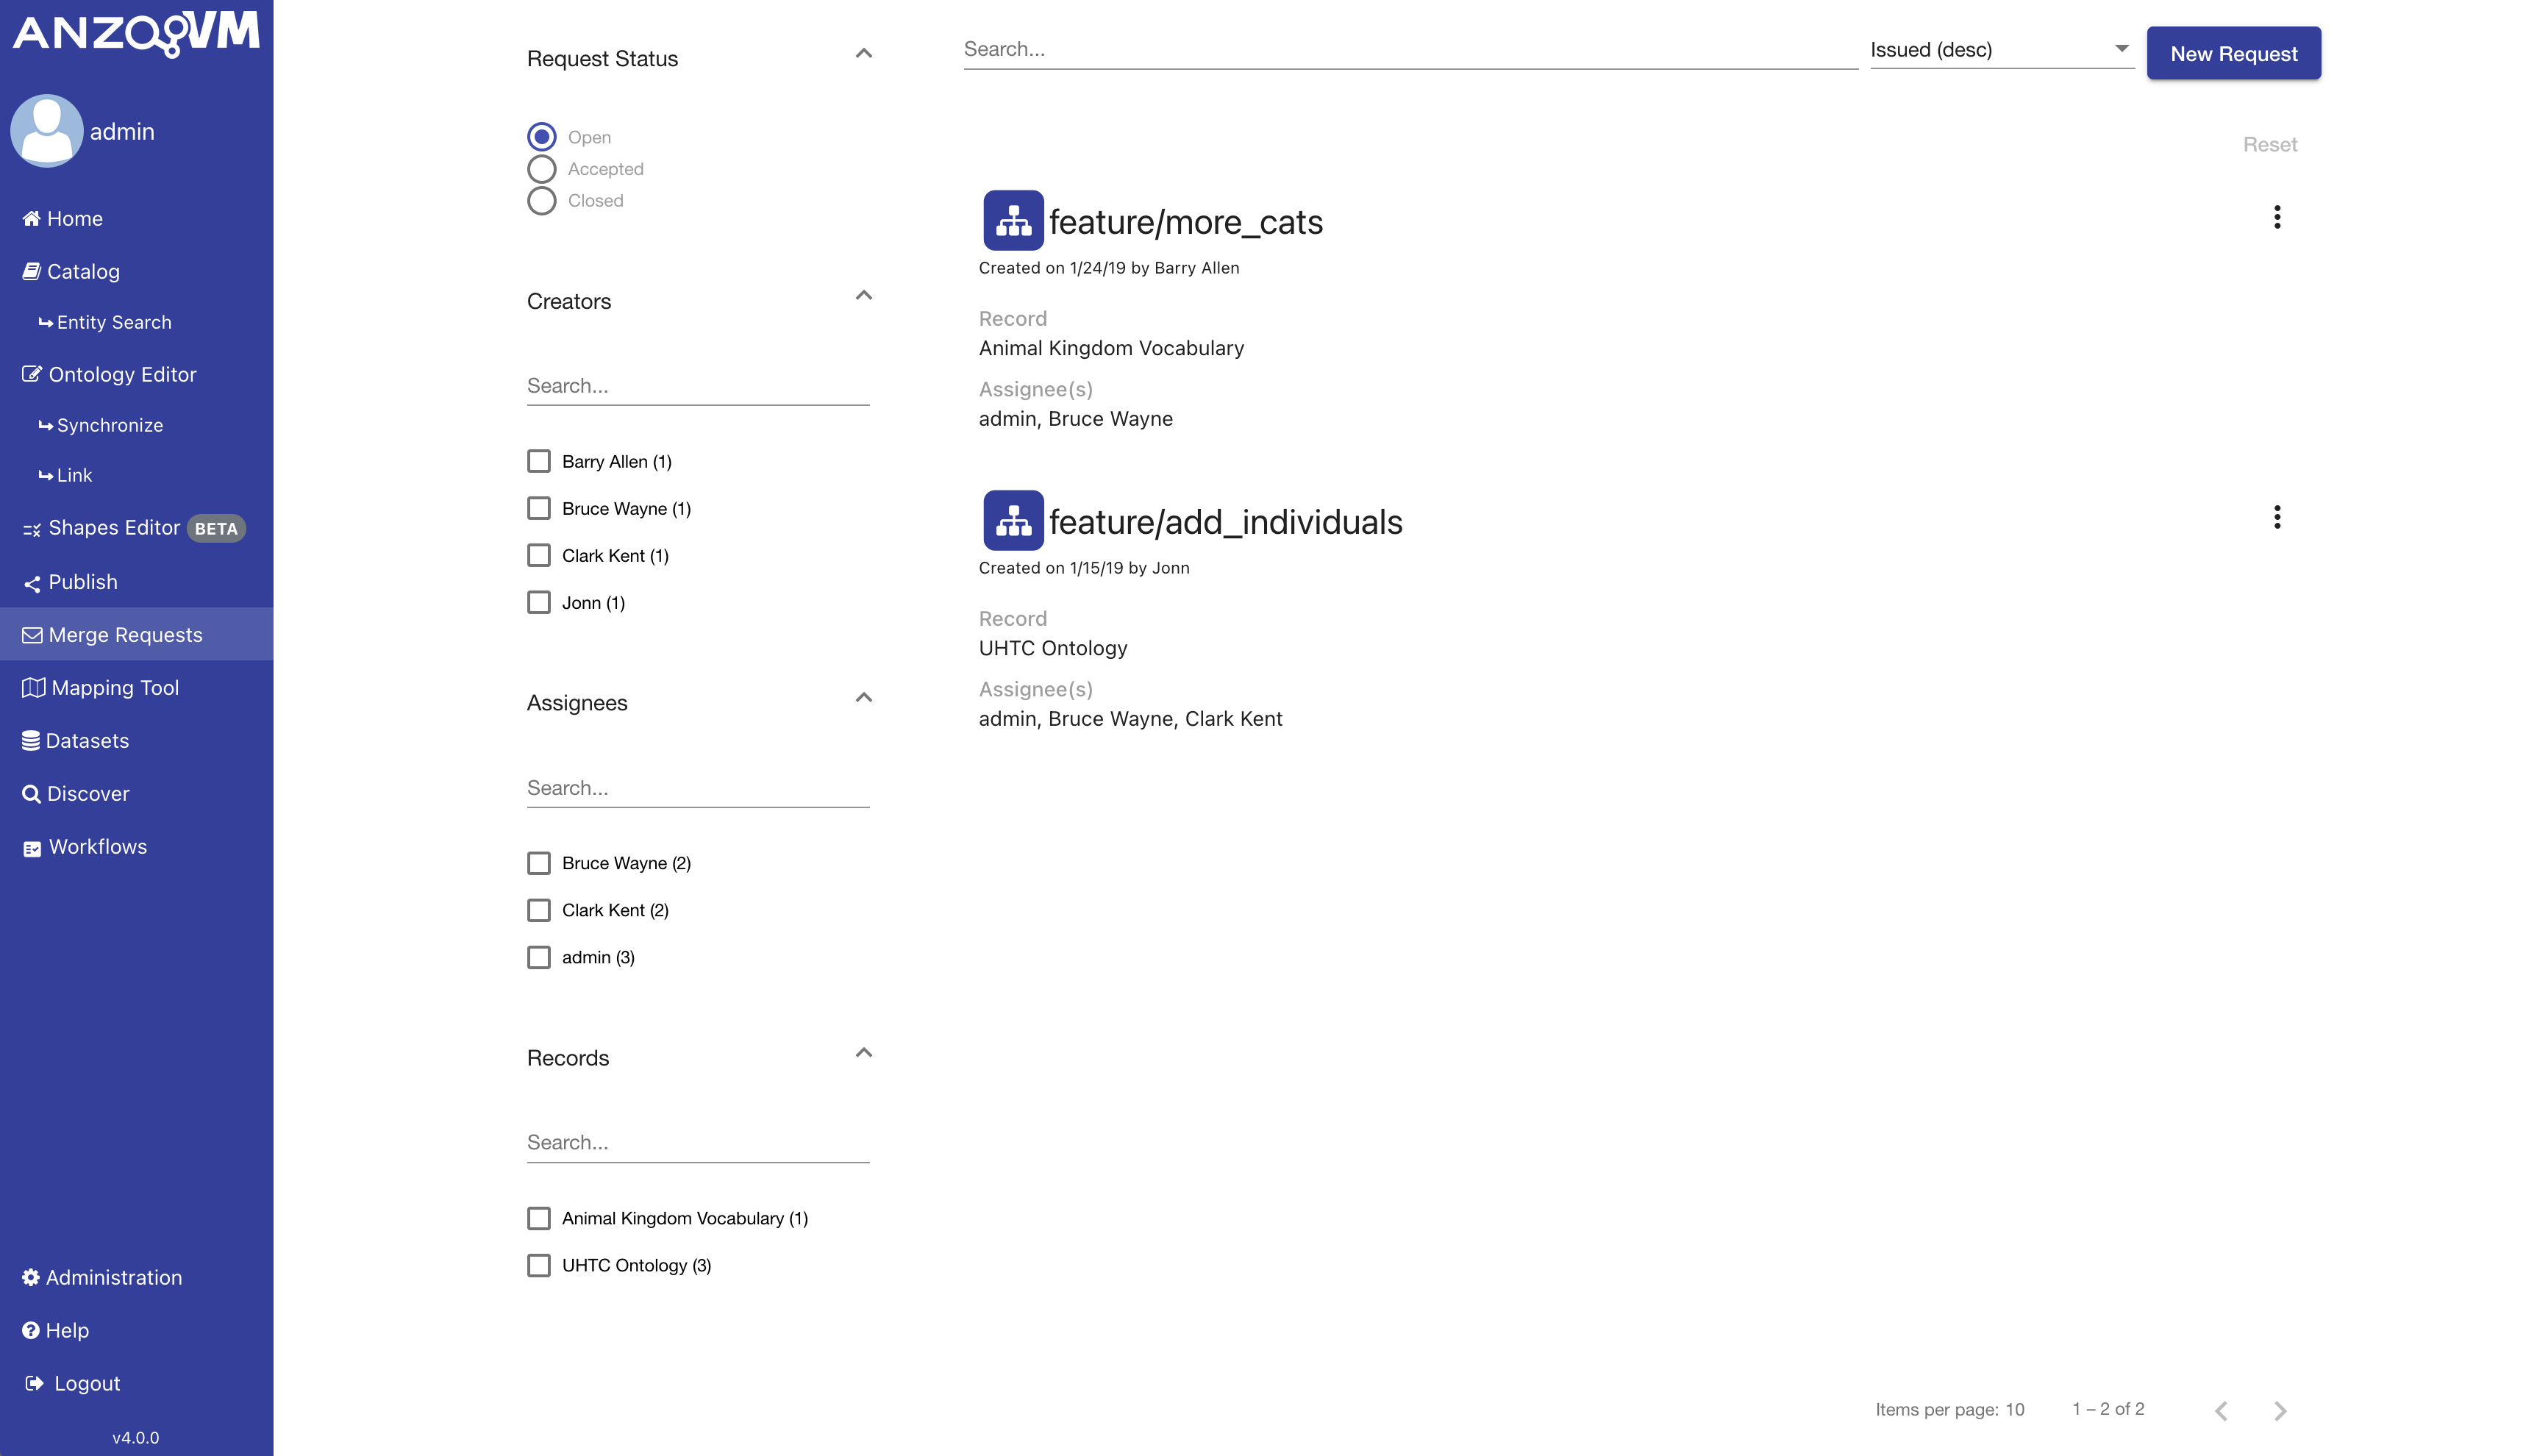 ANZOVM
admin
Home
Catalog
Entity Search
Ontology Editor
Synchronize
Link
Shapes Editor BETA
Publish
Merge Requests
Mapping Tool
Datasets
Discover
Workflows
Administration
Help
Logout
v4.0.0
Request Status
Open
Accepted
Closed
Creators
Search...
Barry Allen (1)
Bruce Wayne (1)
Clark Kent (1)
Jonn (1)
Assignees
Search...
Bruce Wayne (2)
Clark Kent (2)
admin (3)
Records
Search...
Animal Kingdom Vocabulary (1)
UHTC Ontology (3)
Search...
Issued (desc)
New Request
Reset
feature/more_cats
Created on 1/24/19 by Barry Allen
Record
Animal Kingdom Vocabulary
Assignee(s)
admin, Bruce Wayne
feature/add_individuals
Created on 1/15/19 by Jonn
Record
UHTC Ontology
Assignee(s)
admin, Bruce Wayne, Clark Kent
Items per page: 10
1 – 2 of 2